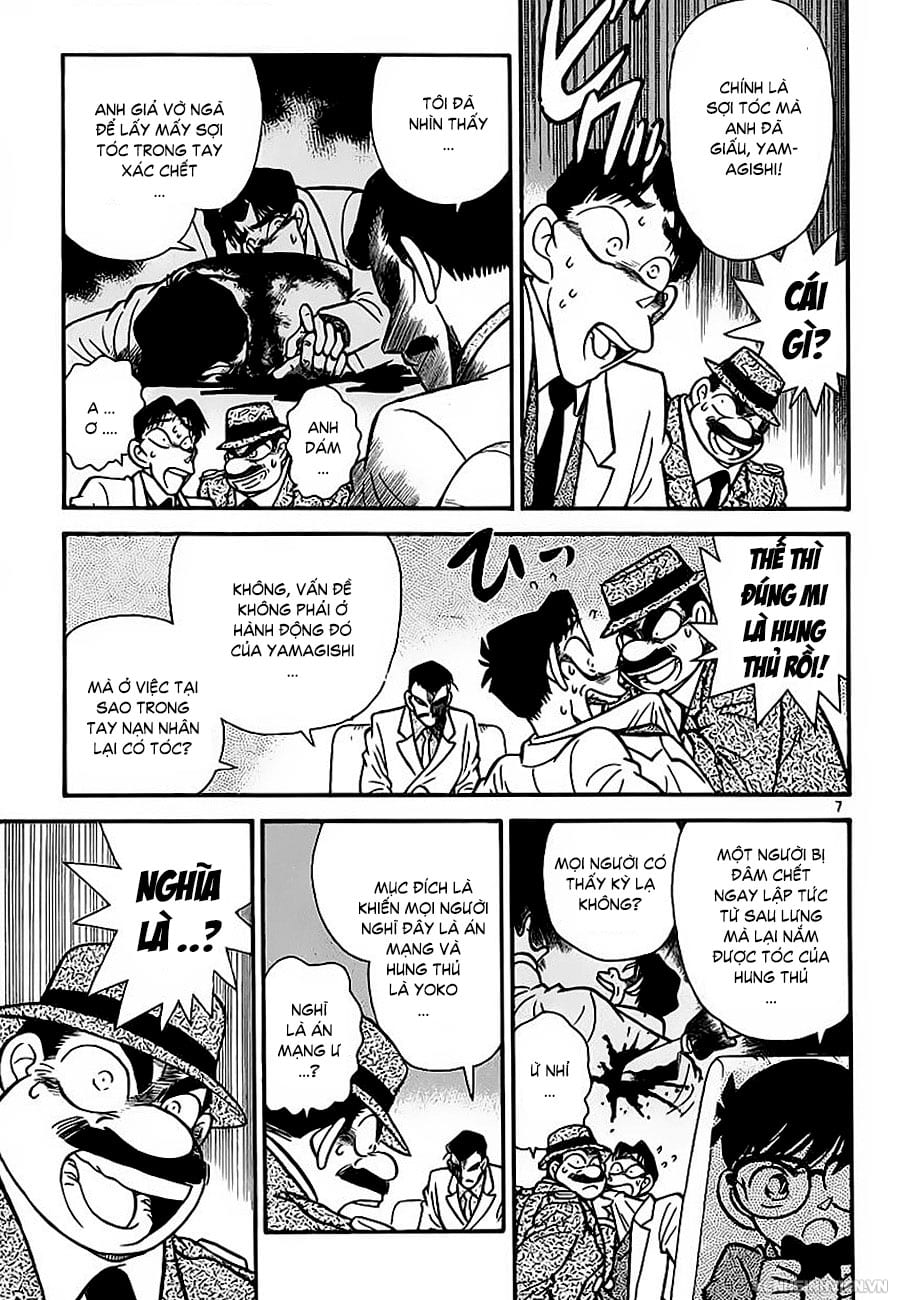 CHÍNH LÀ
SỢI TÓC MÀ
ANH ĐÃ
GIẤU, YAM-
AGISHI!
CÁI
GÌ?
TÔI ĐÃ
NHÌN THẤY
...
ANH GIẢ VỜ NGÃ
ĐỂ LẤY MẤY SỢI
TÓC TRONG TAY
XÁC CHẾT
...
ANH
DÁM
...
A ...
Ơ ....
THẾ THÌ
ĐÚNG MI
LÀ HUNG
THỦ RỒI!
ひっ
KHÔNG, VẤN ĐỀ
KHÔNG PHẢI Ở
HÀNH ĐỘNG ĐÓ
CỦA YAMAGISHI
...
MÀ Ở VIỆC TẠI
SAO TRONG
TAY NẠN NHÂN
LẠI CÓ TÓC?
7
MỘT NGƯỜI BỊ
ĐÂM CHẾT
NGAY LẬP TỨC
TỪ SAU LƯNG
MÀ LẠI NẮM
ĐƯỢC TÓC CỦA
HUNG THỦ
...
MỌI NGƯỜI CÓ
THẤY KỲ LẠ
KHÔNG?
Ừ NHỈ
MỤC ĐÍCH LÀ
KHIẾN MỌI NGƯỜI
NGHĨ ĐÂY LÀ ÁN
MẠNG VÀ
HUNG THỦ
LÀ YOKO
...
NGHĨ
LÀ ÁN
MẠNG Ư
...?
NGHĨA
LÀ ..?